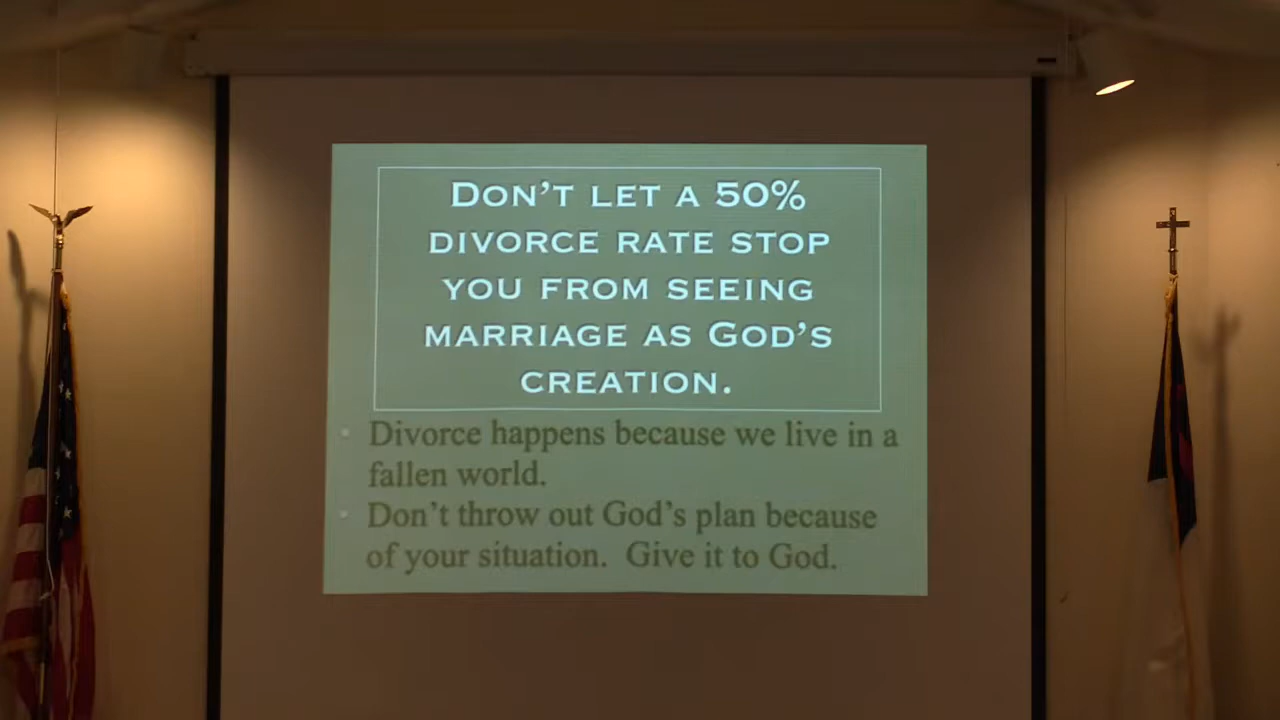 Don't let a 50%
divorce rate stop
you from seeing
marriage as God's
creation.
Divorce happens because we live in a
fallen world.
Don't throw out God's plan because
of your situation. Give it to God.